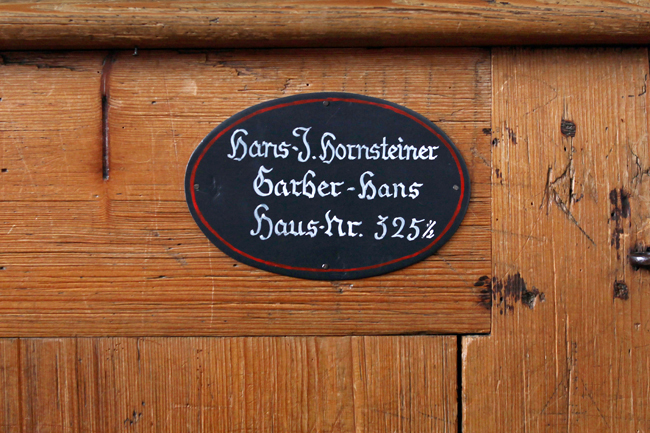 Hans-J. Hornsteiner
Garber-Hans
Haus-Nr. 325½